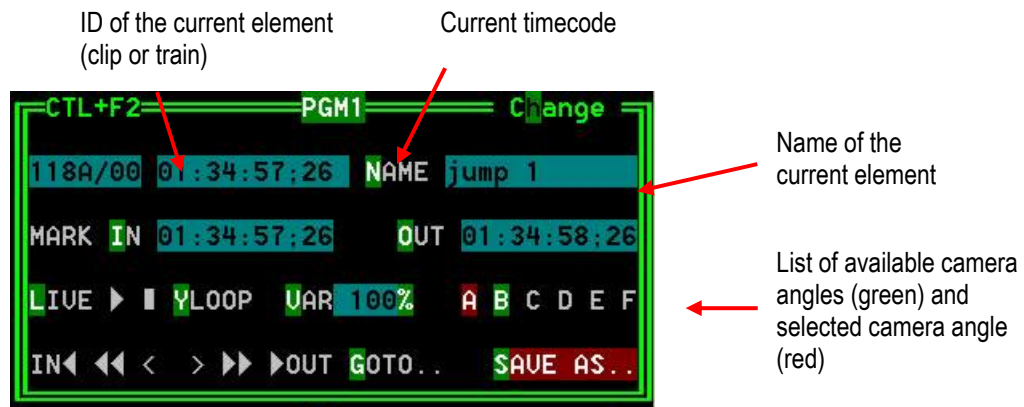 ID of the current element
(clip or train)
Current timecode
CTL+F2 PGM1 Change
118A/00 01:34:57;26 NAME jump 1
MARK IN 01:34:57;26 OUT 01:34:58;26
LIVE YLOOP VAR 100% A B C D E F
IN < > OUT GOTO.. SAVE AS..
Name of the
current element
List of available camera
angles (green) and
selected camera angle
(red)